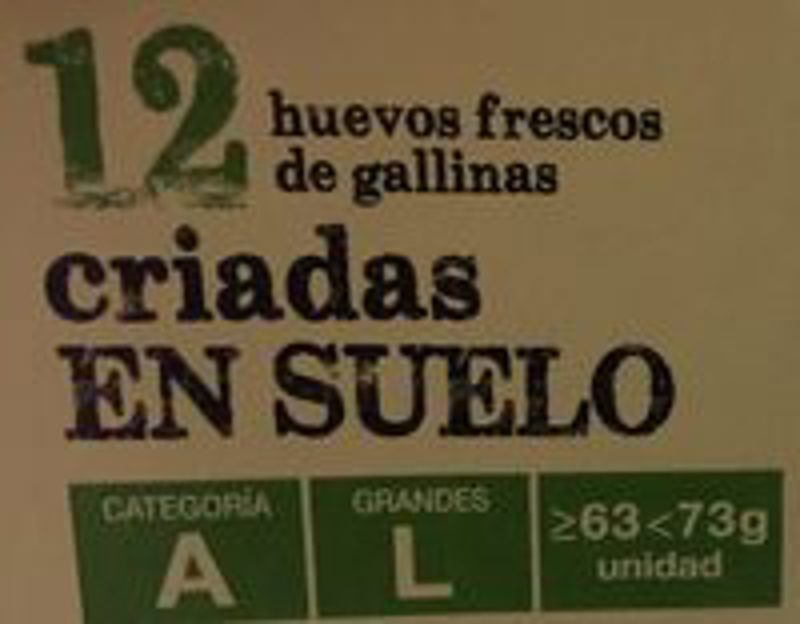 12 huevos frescos
de gallinas
criadas
EN SUELO
CATEGORÍA GRANDES ≥63<73g
A L unidad